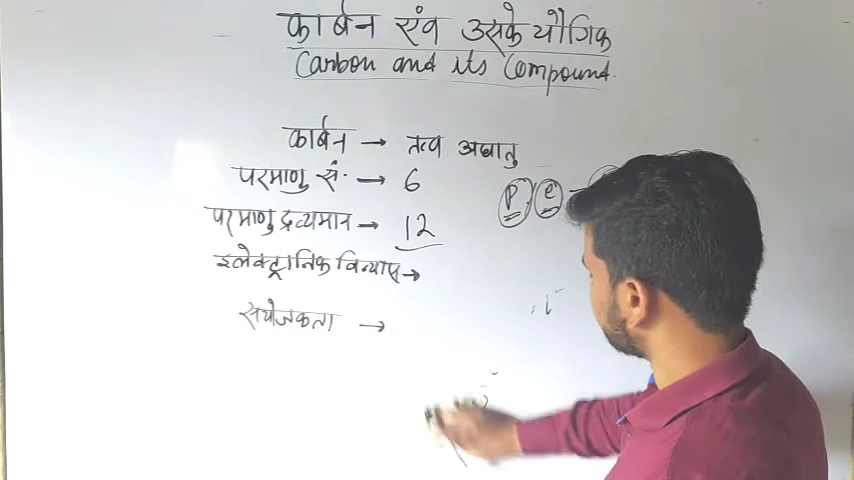 कार्बन एंव उसके यौगिक
Carbon and its Compound.
कार्बन → तत्व अधातु
परमाणु सं. → 6
P e
परमाणु द्रव्यमान → 12
इलेक्ट्रानिक विन्यास →
संयोजकता →